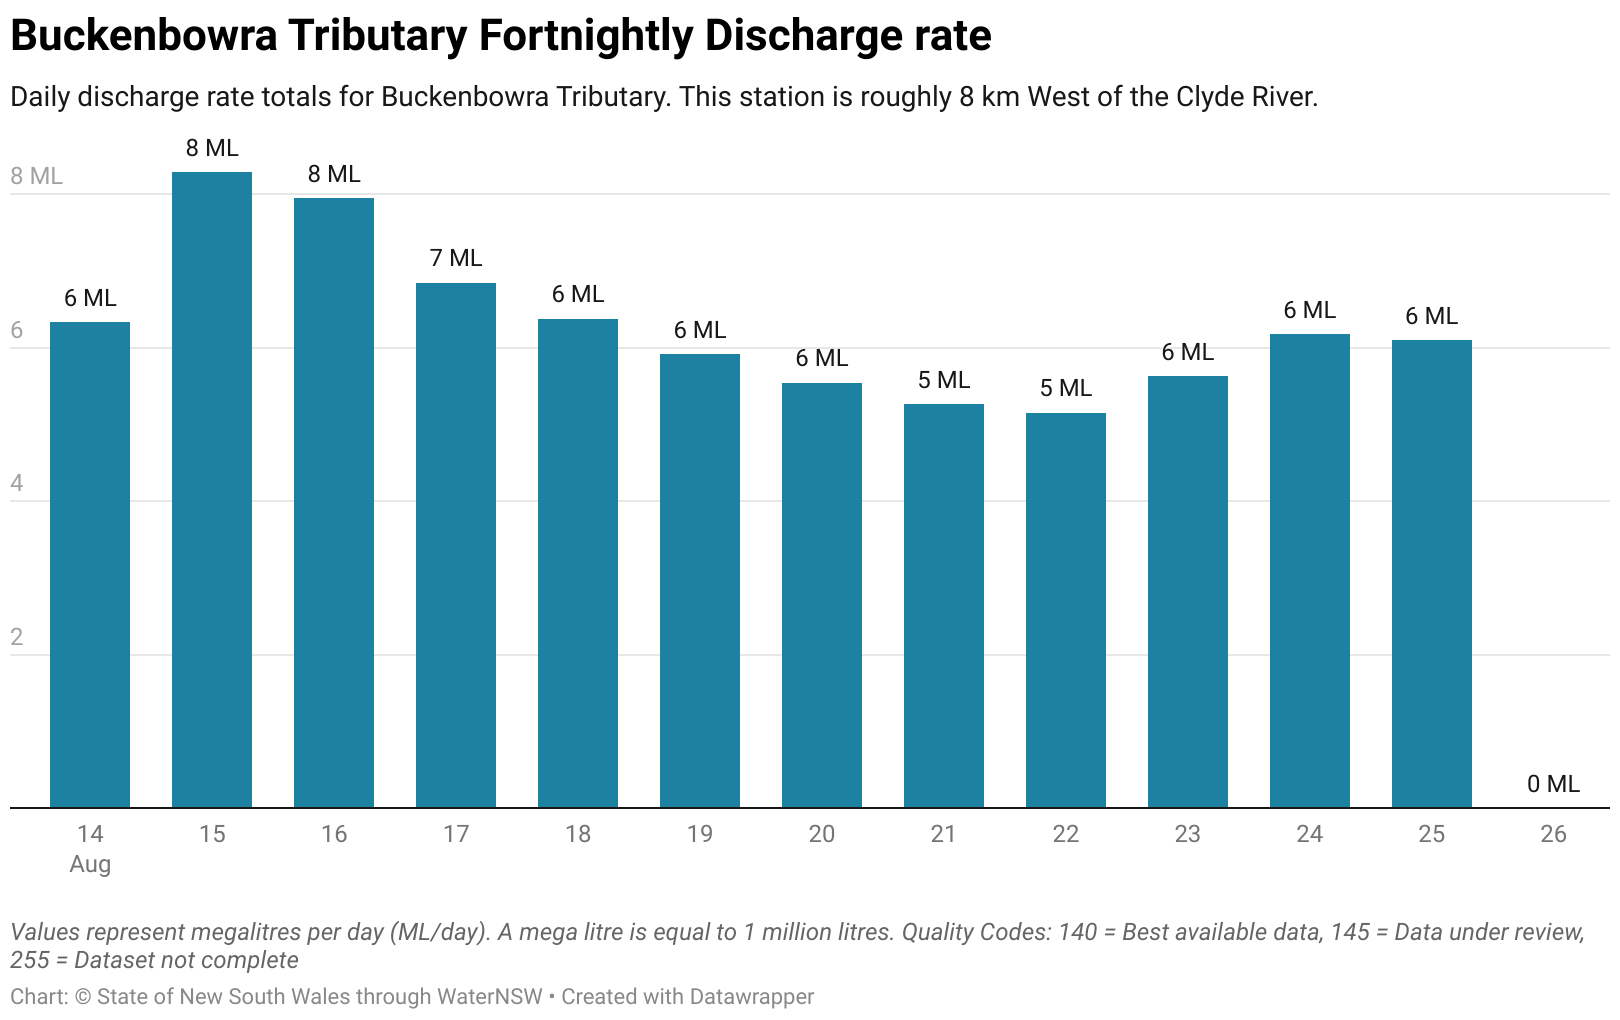 Buckenbowra Tributary Fortnightly Discharge rate
Daily discharge rate totals for Buckenbowra Tributary. This station is roughly 8 km West of the Clyde River.
8 ML
6
4
2
6 ML
8 ML
8 ML
7 ML
6 ML
6 ML
6 ML
5 ML
5 ML
6 ML
6 ML
6 ML
0 ML
14 15 16 17 18 19 20 21 22 23 24 25 26
Aug
Values represent megalitres per day (ML/day). A mega litre is equal to 1 million litres. Quality Codes: 140 = Best available data, 145 = Data under review,
255 = Dataset not complete
Chart: © State of New South Wales through WaterNSW • Created with Datawrapper